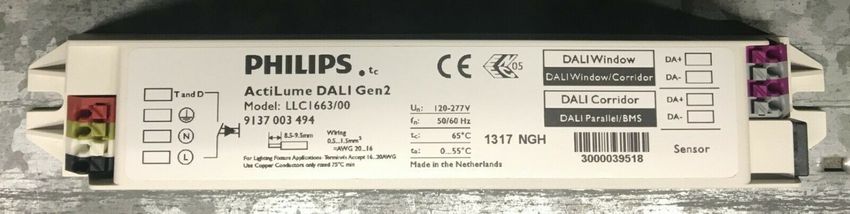 PHILIPS
.tc
CE
05
ActiLume DALI Gen2
Model: LLC1663/00
9137 003 494
T and D
N
L
8.5-9.5mm
Wiring
0.5...1.5mm²
=AWG 20...16
For Lighting Fixture Applications- Terminals Accept 16...20AWG
Use Copper Conductors only rated 75°C min
Un: 120-277V
fn: 50/60 Hz
tc: 65°C
ta: 0...55°C
Made in the Netherlands
1317 NGH
DALI Window
DALI Window/Corridor
DALI Corridor
DALI Parallel/BMS
3000039518
DA+
DA-
DA+
DA-
Sensor